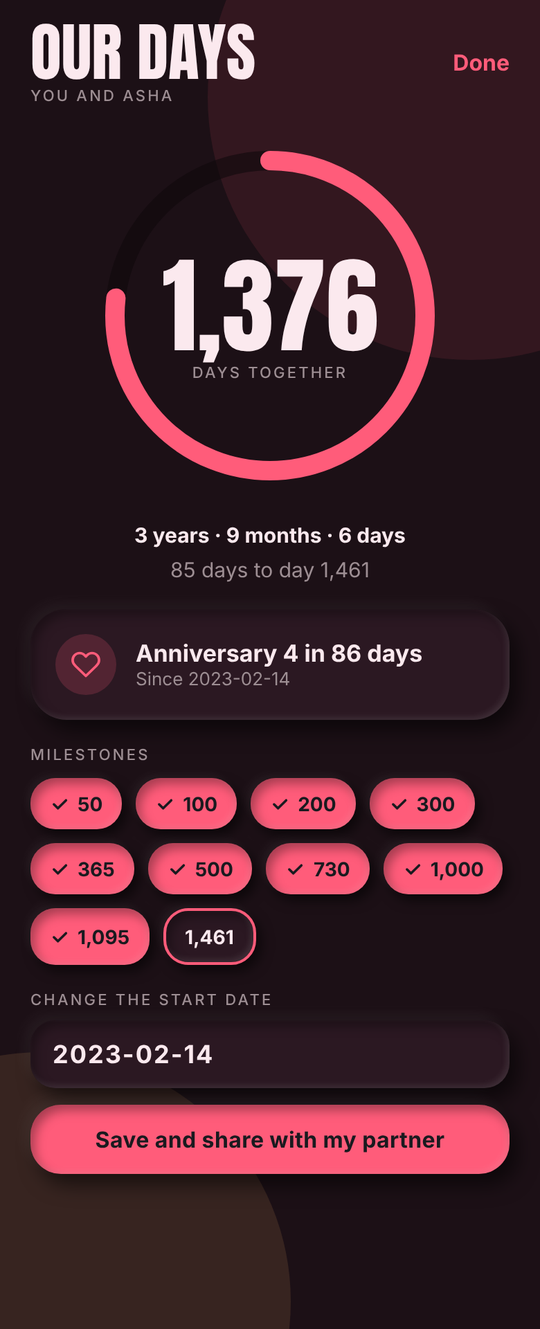 OUR DAYS
Done
YOU AND ASHA
1,376
DAYS TOGETHER
3 years · 9 months · 6 days
85 days to day 1,461
Anniversary 4 in 86 days
Since 2023-02-14
MILESTONES
✓ 50 ✓ 100 ✓ 200 ✓ 300
✓ 365 ✓ 500 ✓ 730 ✓ 1,000
✓ 1,095 1,461
CHANGE THE START DATE
2023-02-14
Save and share with my partner